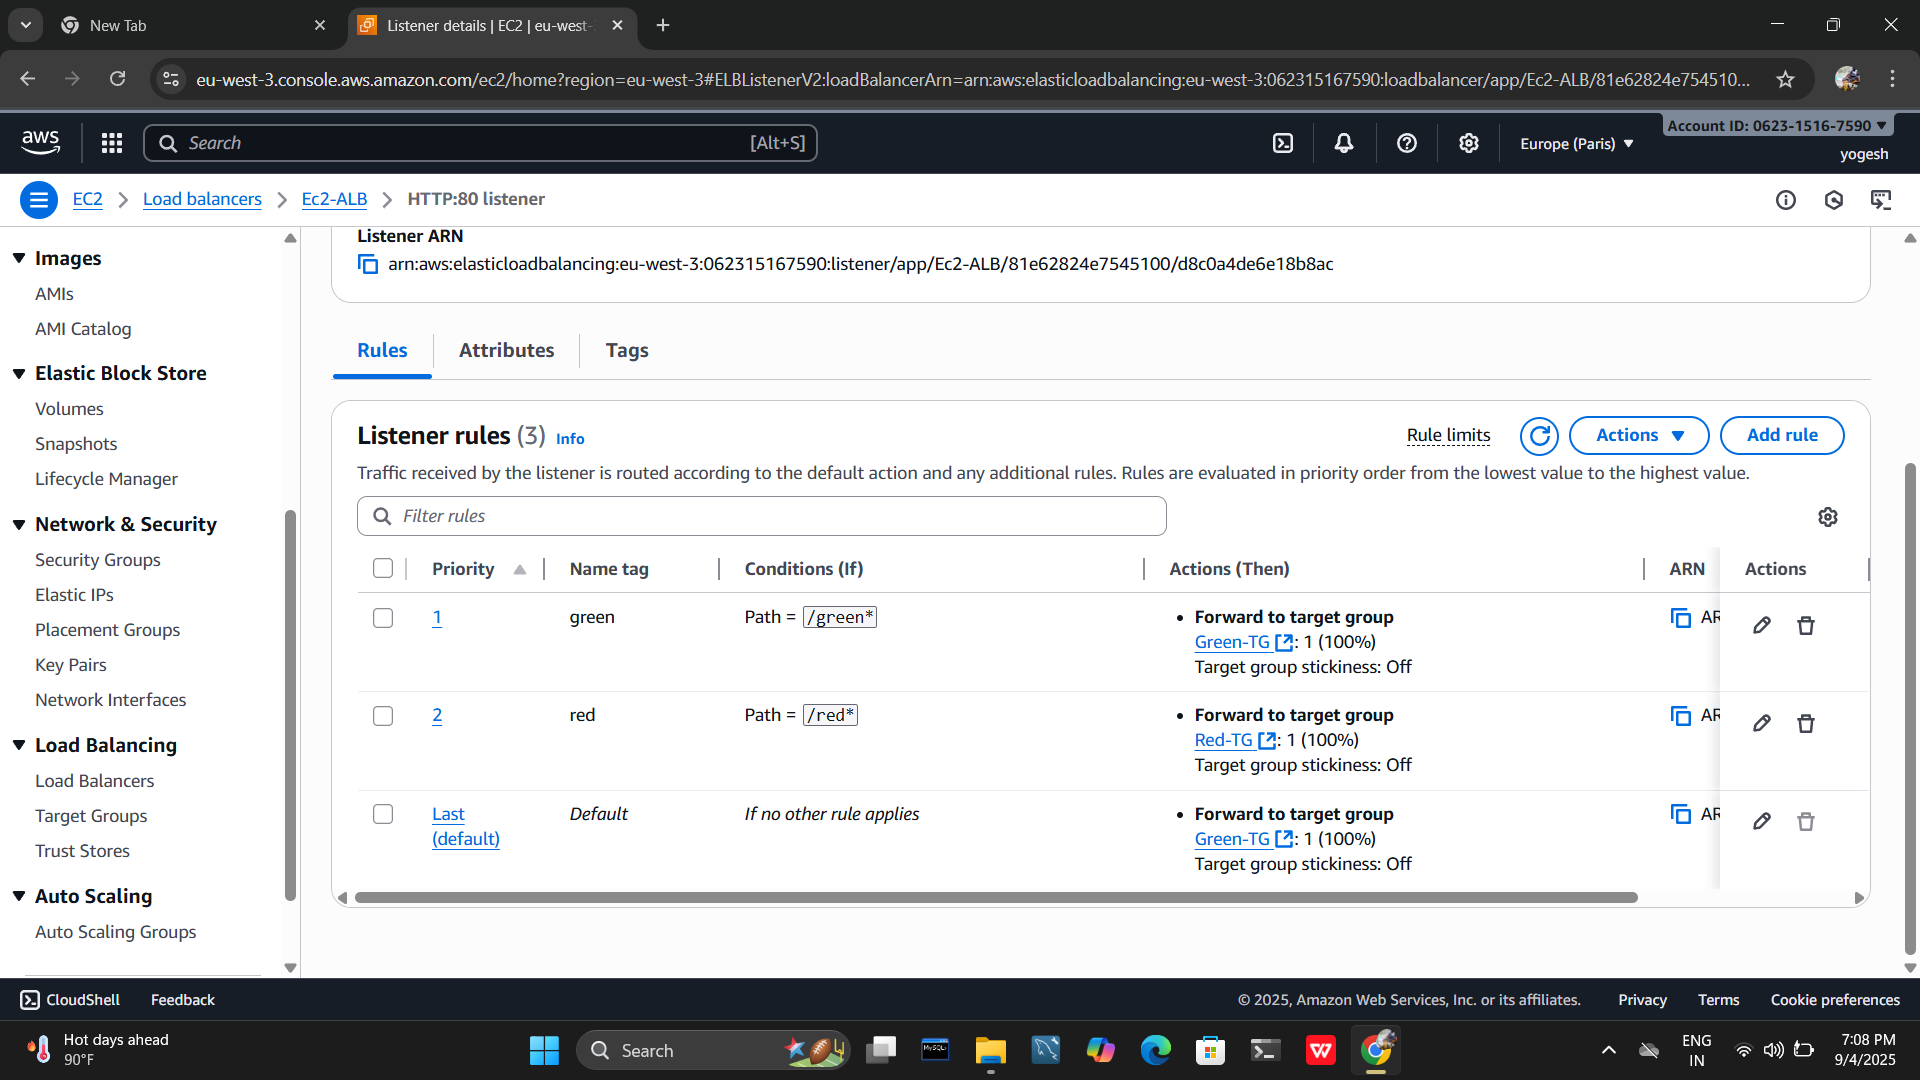 New Tab
Listener details | EC2 | eu-west-
eu-west-3.console.aws.amazon.com/ec2/home?region=eu-west-3#ELBListenerV2:loadBalancerArn=arn:aws:elasticloadbalancing:eu-west-3:062315167590:loadbalancer/app/Ec2-ALB/81e62824e754510...
aws
Search
[Alt+S]
Europe (Paris)
Account ID: 0623-1516-7590
yogesh
EC2
Load balancers
Ec2-ALB
HTTP:80 listener
Images
AMIs
AMI Catalog
Elastic Block Store
Volumes
Snapshots
Lifecycle Manager
Network & Security
Security Groups
Elastic IPs
Placement Groups
Key Pairs
Network Interfaces
Load Balancing
Load Balancers
Target Groups
Trust Stores
Auto Scaling
Auto Scaling Groups
Listener ARN
arn:aws:elasticloadbalancing:eu-west-3:062315167590:listener/app/Ec2-ALB/81e62824e7545100/d8c0a4de6e18b8ac
Rules
Attributes
Tags
Listener rules (3) Info
Rule limits
Actions
Add rule
Traffic received by the listener is routed according to the default action and any additional rules. Rules are evaluated in priority order from the lowest value to the highest value.
Filter rules
Priority
Name tag
Conditions (If)
Actions (Then)
ARN
Actions
1
green
Path = /green*
• Forward to target group
Green-TG : 1 (100%)
Target group stickiness: Off
AR
2
red
Path = /red*
• Forward to target group
Red-TG : 1 (100%)
Target group stickiness: Off
AR
Last
(default)
Default
If no other rule applies
• Forward to target group
Green-TG : 1 (100%)
Target group stickiness: Off
AR
CloudShell
Feedback
© 2025, Amazon Web Services, Inc. or its affiliates.
Privacy
Terms
Cookie preferences
Hot days ahead
90°F
Search
ENG
IN
7:08 PM
9/4/2025